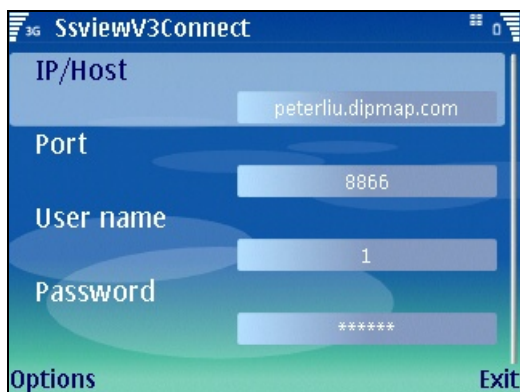 3G SsviewV3Connect
IP/Host
peterliu.dipmap.com
Port
8866
User name
1
Password
******
Options Exit